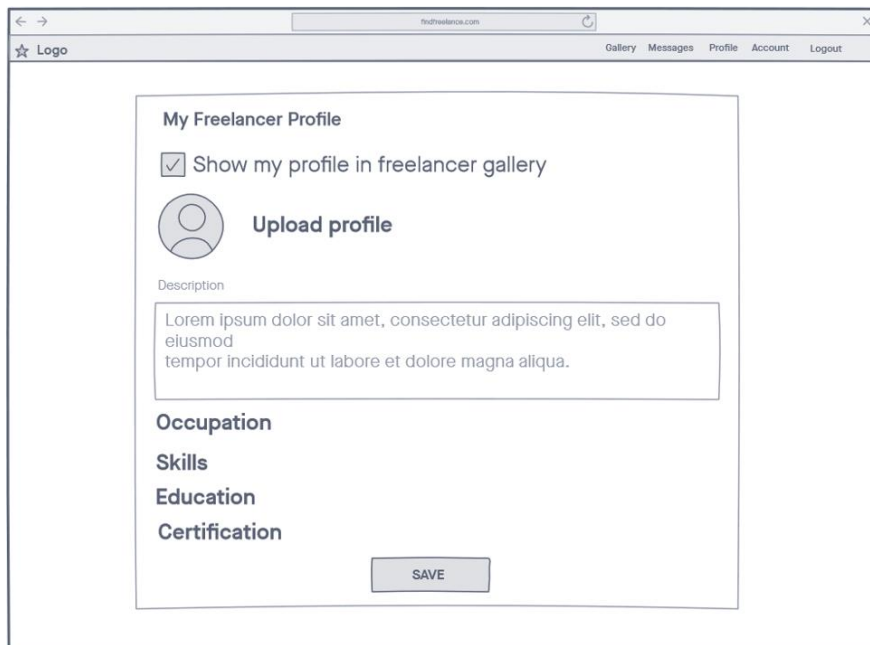 findfreelance.com
Logo
Gallery Messages Profile Account Logout
My Freelancer Profile
Show my profile in freelancer gallery
Upload profile
Description
Lorem ipsum dolor sit amet, consectetur adipiscing elit, sed do
eiusmod
tempor incididunt ut labore et dolore magna aliqua.
Occupation
Skills
Education
Certification
SAVE